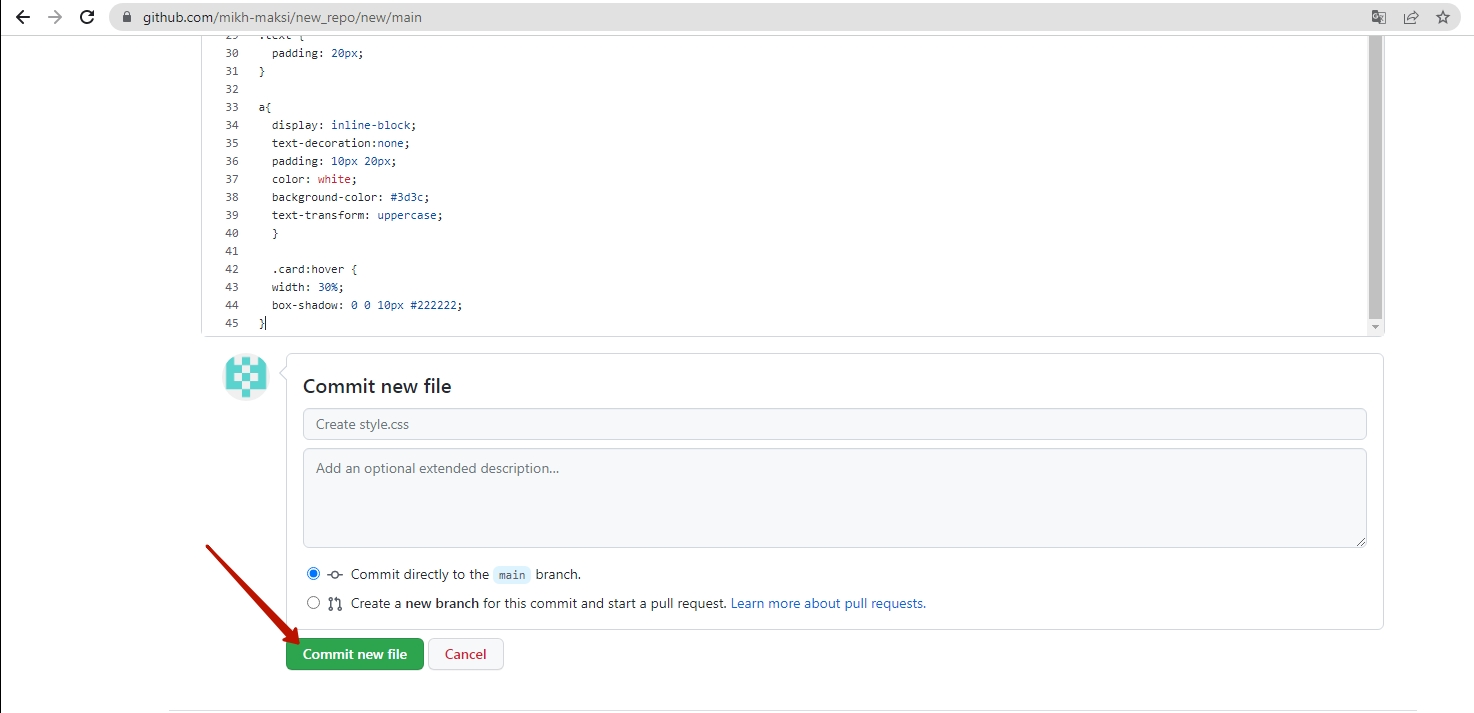 github.com/mikh-maksi/new_repo/new/main
29 .text {
30 padding: 20px;
31 }
32
33 a{
34 display: inline-block;
35 text-decoration:none;
36 padding: 10px 20px;
37 color: white;
38 background-color: #3d3c;
39 text-transform: uppercase;
40 }
41
42 .card:hover {
43 width: 30%;
44 box-shadow: 0 0 10px #222222;
45 }
Commit new file
Create style.css
Add an optional extended description...
Commit directly to the main branch.
Create a new branch for this commit and start a pull request. Learn more about pull requests.
Commit new file Cancel